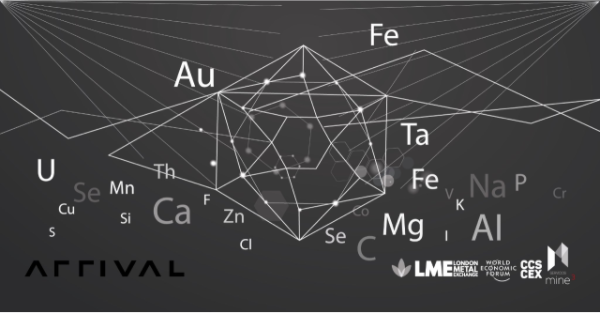 Fe
Au
Ta
U
Th
Fe
Se
Mn
Na
P
V
Cr
Ca
F
K
Cu
Si
Zn
Co
Mg
Al
S
Cl
Se
I
C
ARRIVAL
LME LONDON METAL EXCHANGE
WORLD ECONOMIC FORUM
CCS CEX
mine